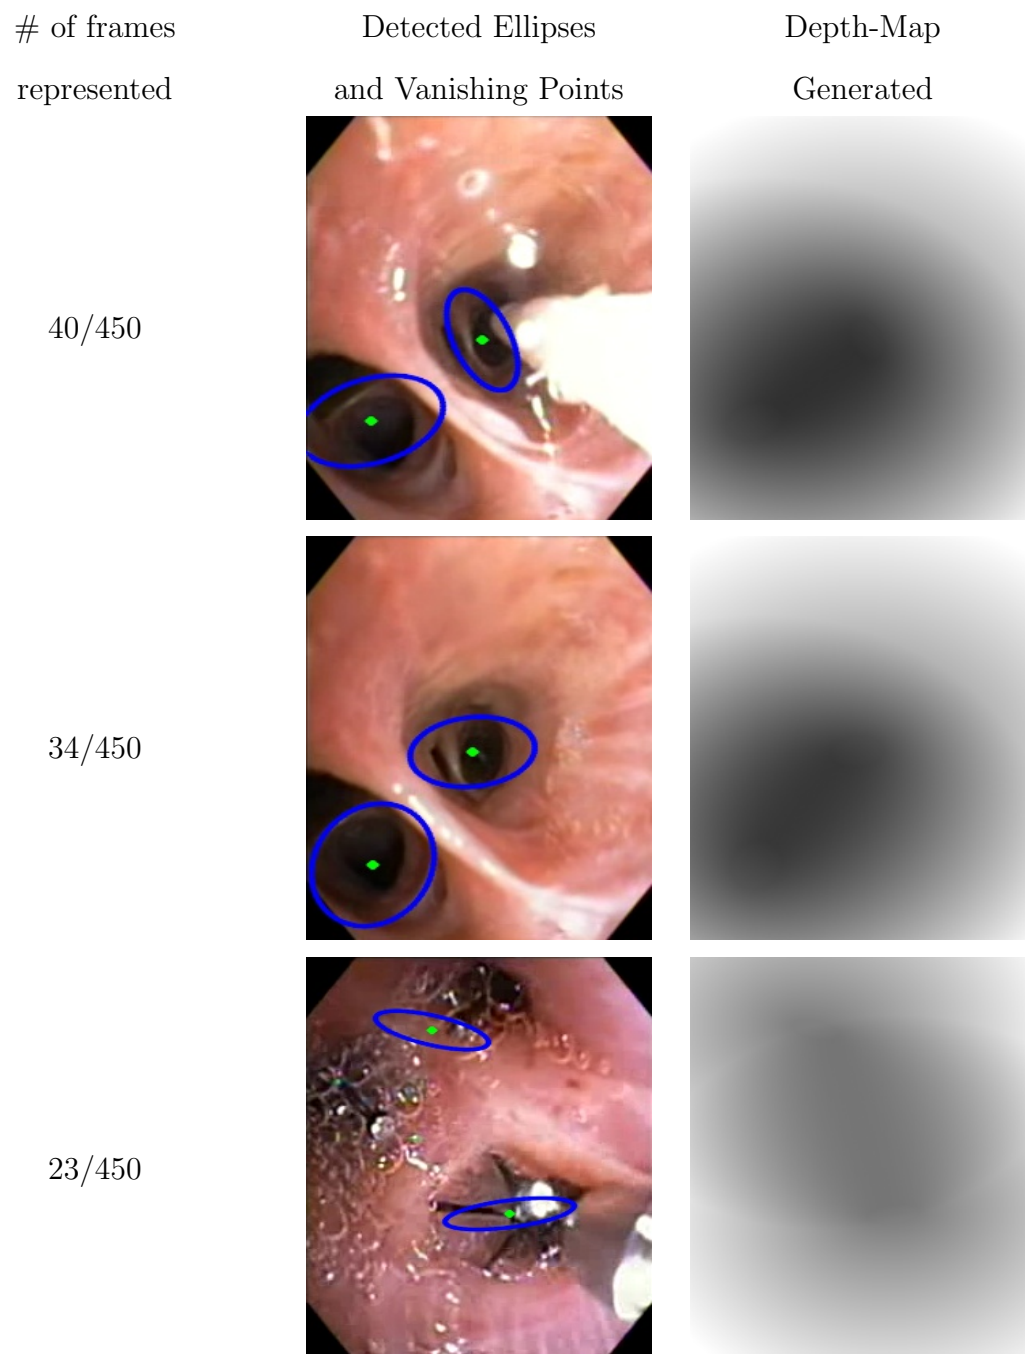 # of frames
represented
Detected Ellipses
and Vanishing Points
Depth-Map
Generated
40/450
34/450
23/450